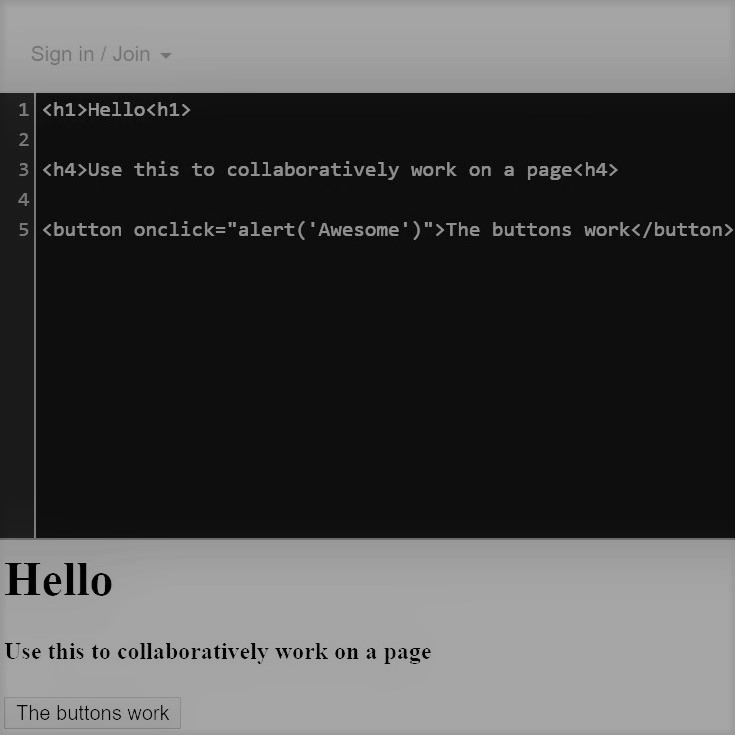 Sign in / Join
1 <h1>Hello<h1>
2
3 <h4>Use this to collaboratively work on a page<h4>
4
5 <button onclick="alert('Awesome')">The buttons work</button>
Hello
Use this to collaboratively work on a page
The buttons work